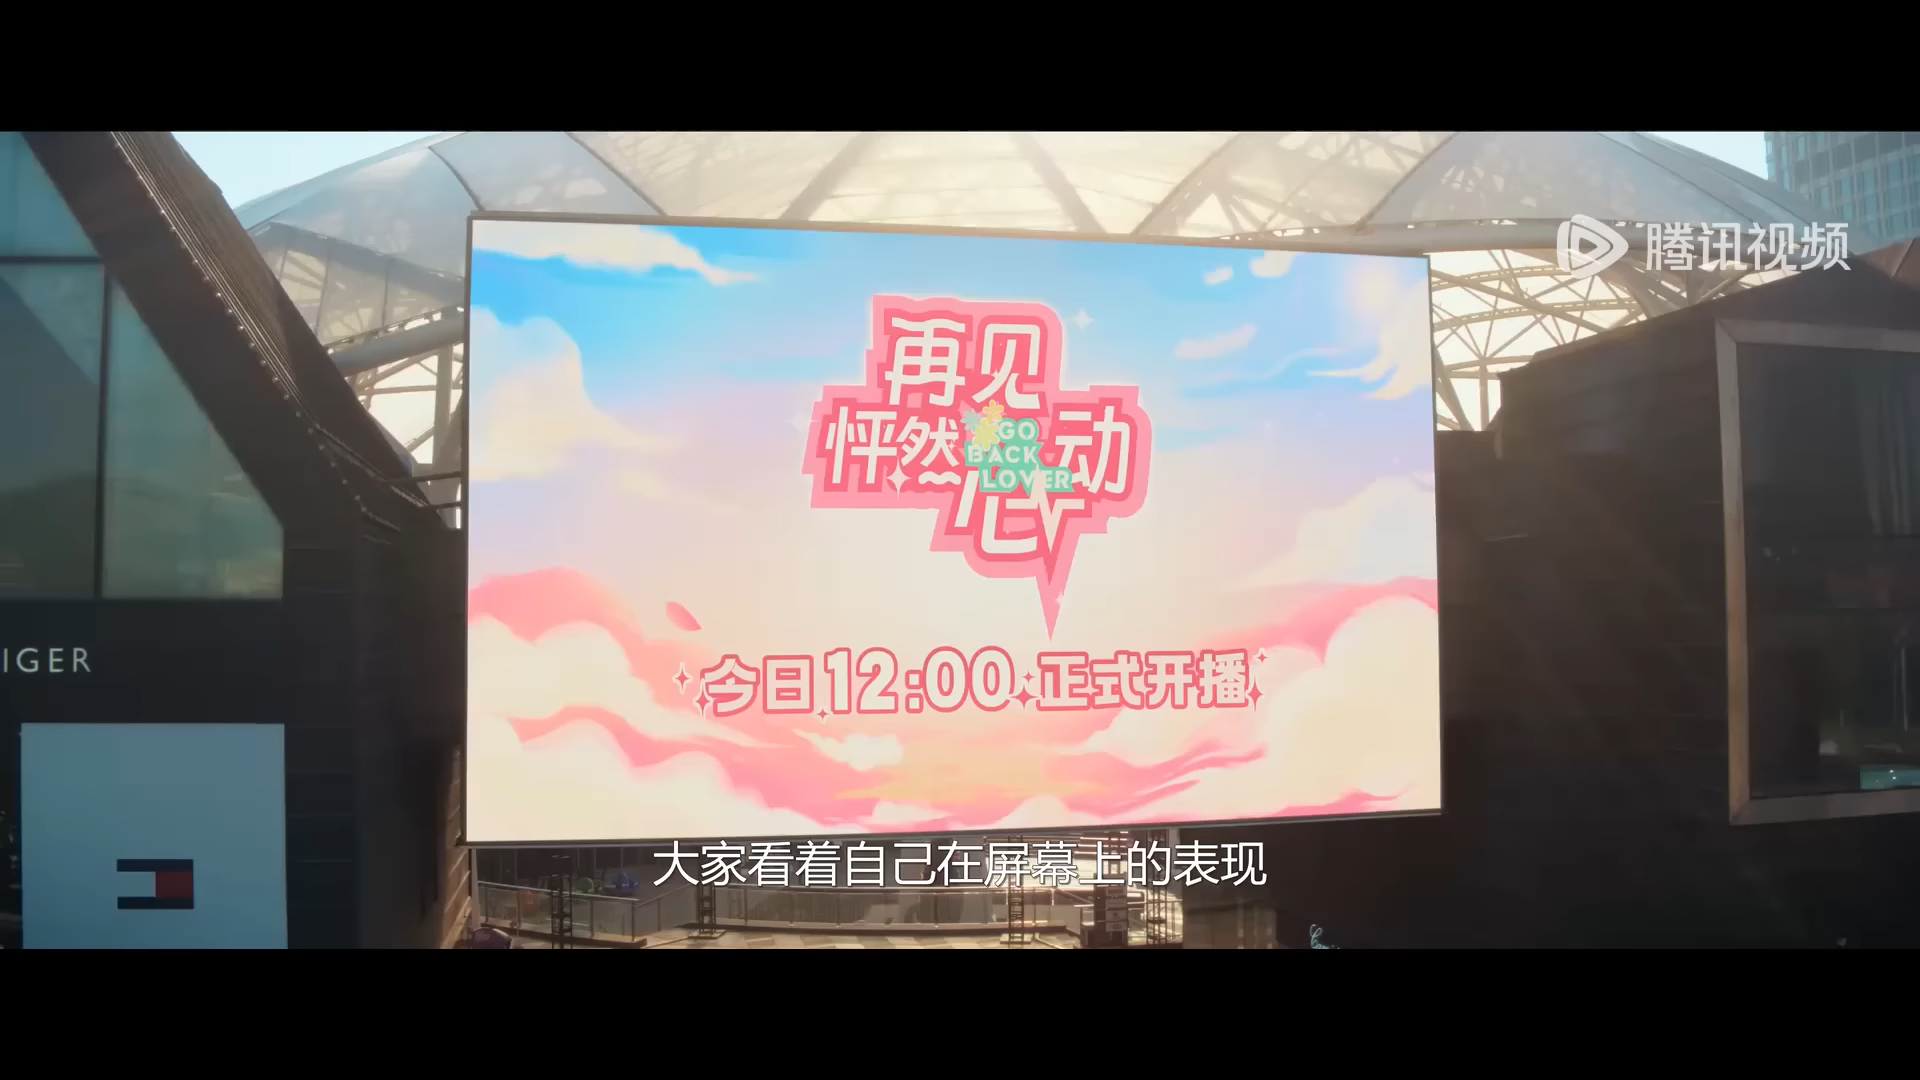 腾讯视频
再见
怦然心动
GO
BACK
LOVER
今日12:00正式开播
IGER
大家看着自己在屏幕上的表现